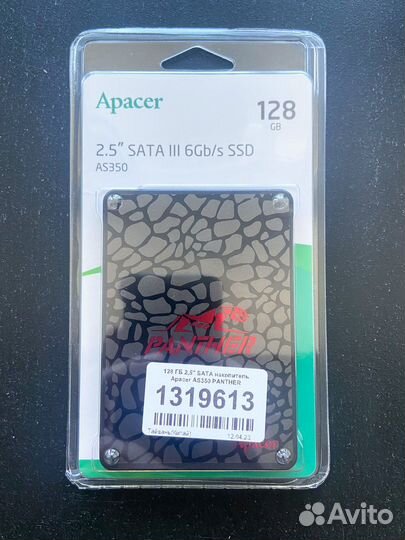 Apacer
128
GB
2.5" SATA III 6Gb/s SSD
AS350
PANTHER
128 ГБ 2,5" SATA накопитель
Apacer AS350 PANTHER
1319613
Тайвань(Китай) 12.04.23
Avito